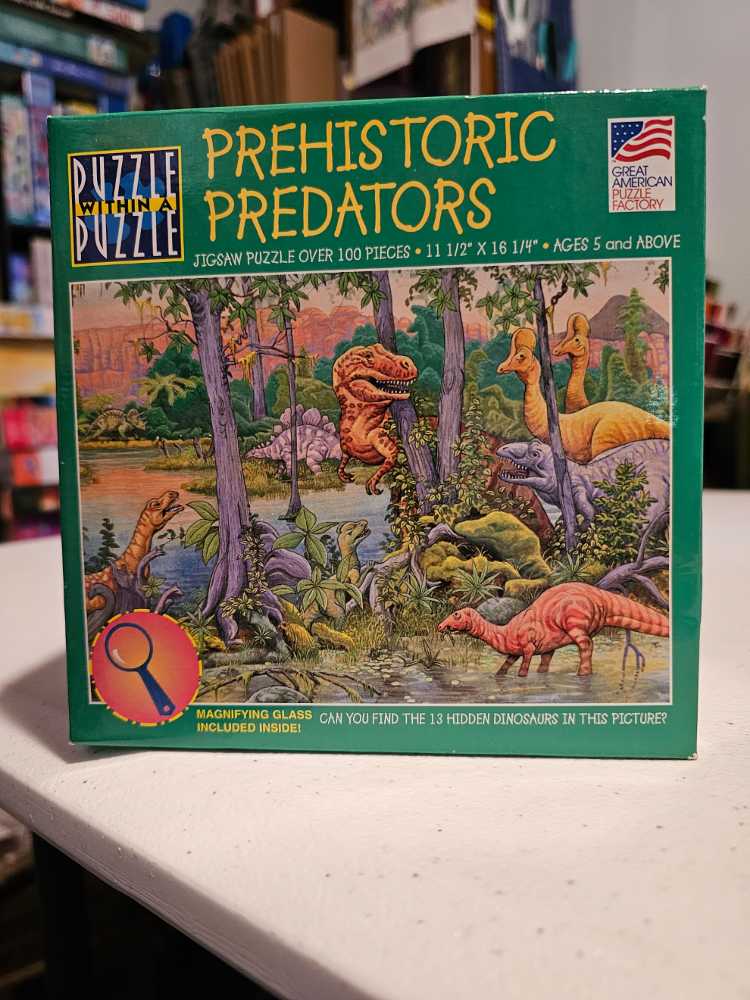 PUZZLE
WITHIN A
PUZZLE
PREHISTORIC
PREDATORS
GREAT
AMERICAN
PUZZLE
FACTORY
JIGSAW PUZZLE OVER 100 PIECES • 11 1/2" X 16 1/4" • AGES 5 and ABOVE
MAGNIFYING GLASS
INCLUDED INSIDE!
CAN YOU FIND THE 13 HIDDEN DINOSAURS IN THIS PICTURE?